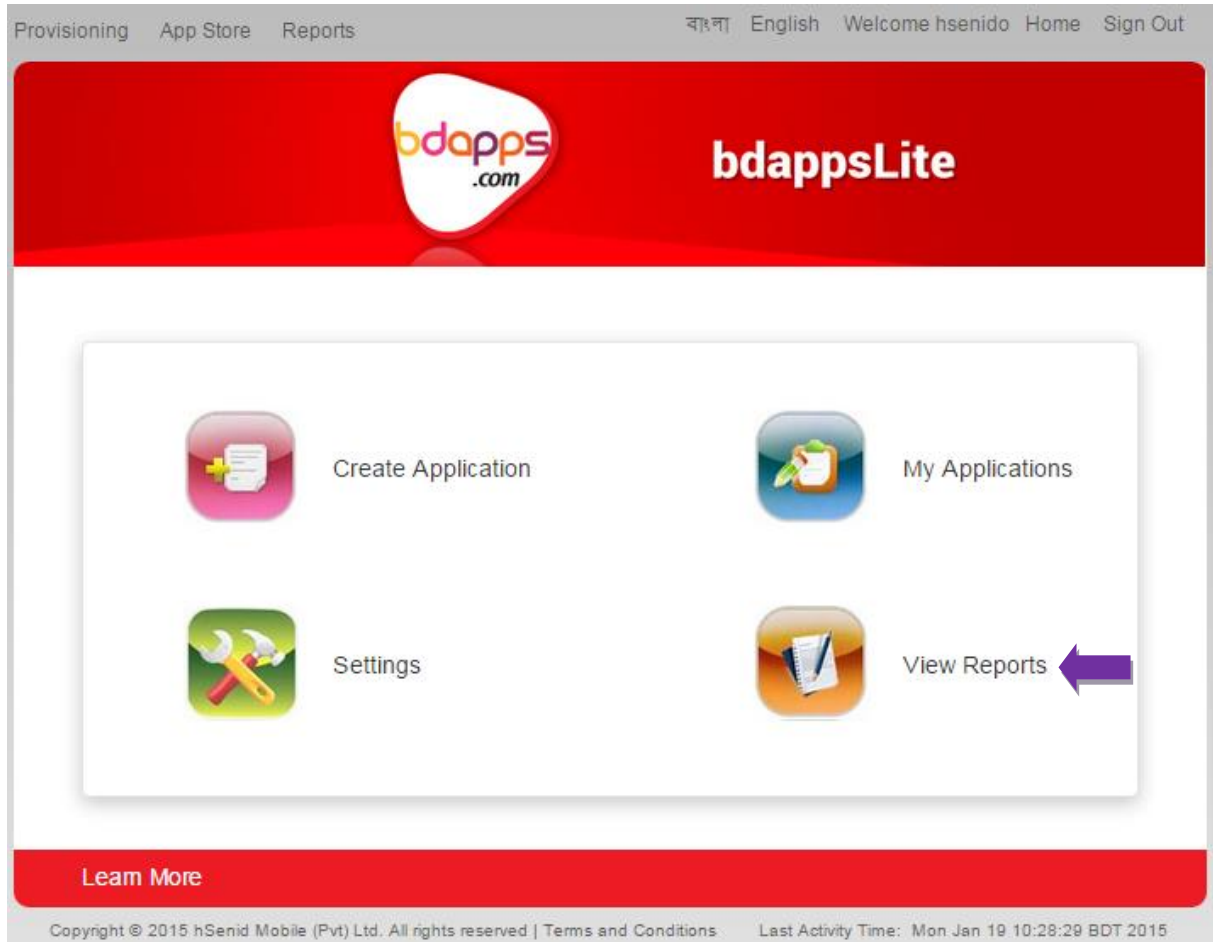 Provisioning App Store Reports বাংলা English Welcome hsenido Home Sign Out
bdapps
.com
bdappsLite
Create Application My Applications
Settings View Reports
Learn More
Copyright © 2015 hSenid Mobile (Pvt) Ltd. All rights reserved | Terms and Conditions Last Activity Time: Mon Jan 19 10:28:29 BDT 2015